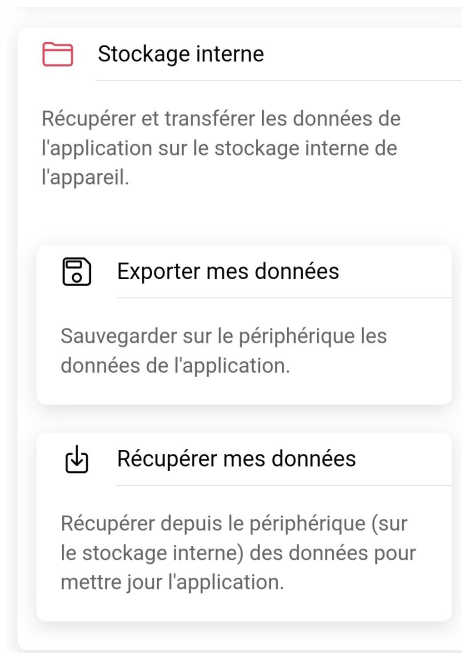 Stockage interne
Récupérer et transférer les données de
l'application sur le stockage interne de
l'appareil.
Exporter mes données
Sauvegarder sur le périphérique les
données de l'application.
Récupérer mes données
Récupérer depuis le périphérique (sur
le stockage interne) des données pour
mettre jour l'application.